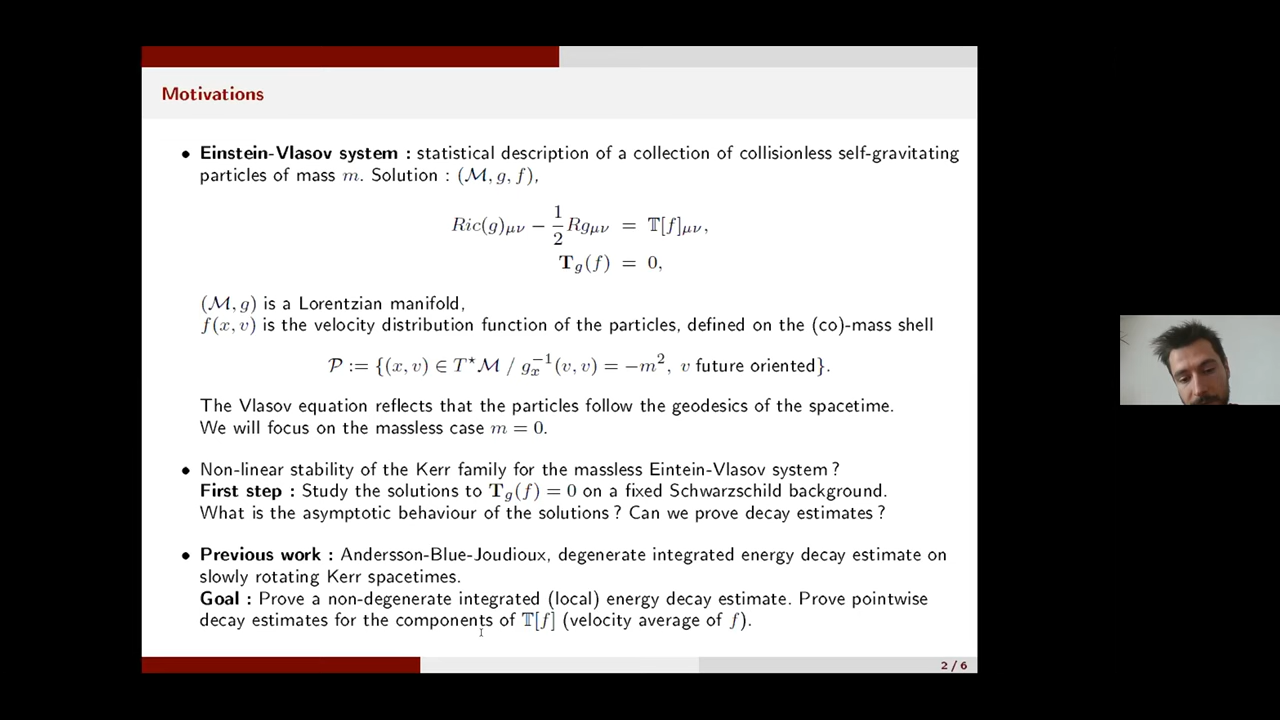 Motivations
• Einstein-Vlasov system : statistical description of a collection of collisionless self-gravitating
particles of mass m. Solution : (ℳ, g, f),
Ric(g)μν − 1/2 Rgμν = 𝕋[f]μν,
𝐓g(f) = 0,
(ℳ, g) is a Lorentzian manifold,
f(x, v) is the velocity distribution function of the particles, defined on the (co)-mass shell
𝒫 := {(x, v) ∈ T⋆ℳ / gₓ⁻¹(v, v) = −m², v future oriented}.
The Vlasov equation reflects that the particles follow the geodesics of the spacetime.
We will focus on the massless case m = 0.
• Non-linear stability of the Kerr family for the massless Eintein-Vlasov system ?
First step : Study the solutions to 𝐓g(f) = 0 on a fixed Schwarzschild background.
What is the asymptotic behaviour of the solutions ? Can we prove decay estimates ?
• Previous work : Andersson-Blue-Joudioux, degenerate integrated energy decay estimate on
slowly rotating Kerr spacetimes.
Goal : Prove a non-degenerate integrated (local) energy decay estimate. Prove pointwise
decay estimates for the components of 𝕋[f] (velocity average of f).
2 / 6